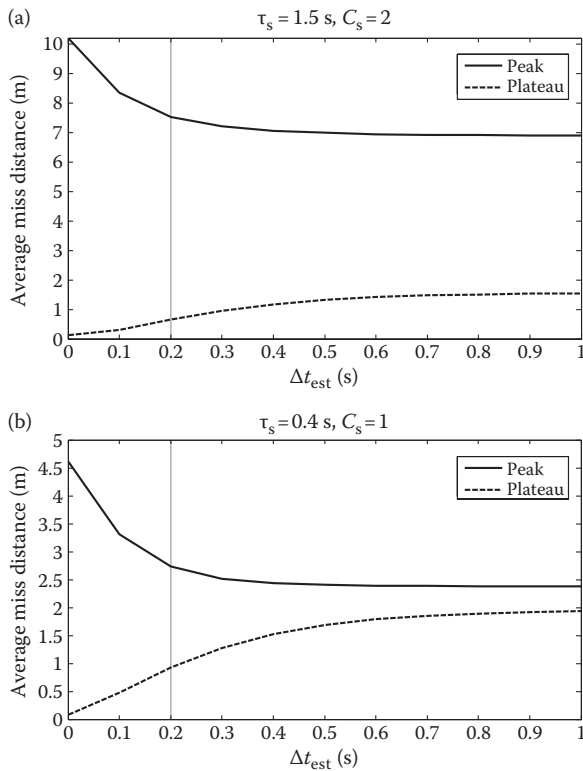 (a)
τs = 1.5 s, Cs = 2
Peak
Plateau
Average miss distance (m)
10
9
8
7
6
5
4
3
2
1
0
0 0.1 0.2 0.3 0.4 0.5 0.6 0.7 0.8 0.9 1
Δtest (s)
(b)
τs = 0.4 s, Cs = 1
Peak
Plateau
Average miss distance (m)
5
4.5
4
3.5
3
2.5
2
1.5
1
0.5
0
0 0.1 0.2 0.3 0.4 0.5 0.6 0.7 0.8 0.9 1
Δtest (s)